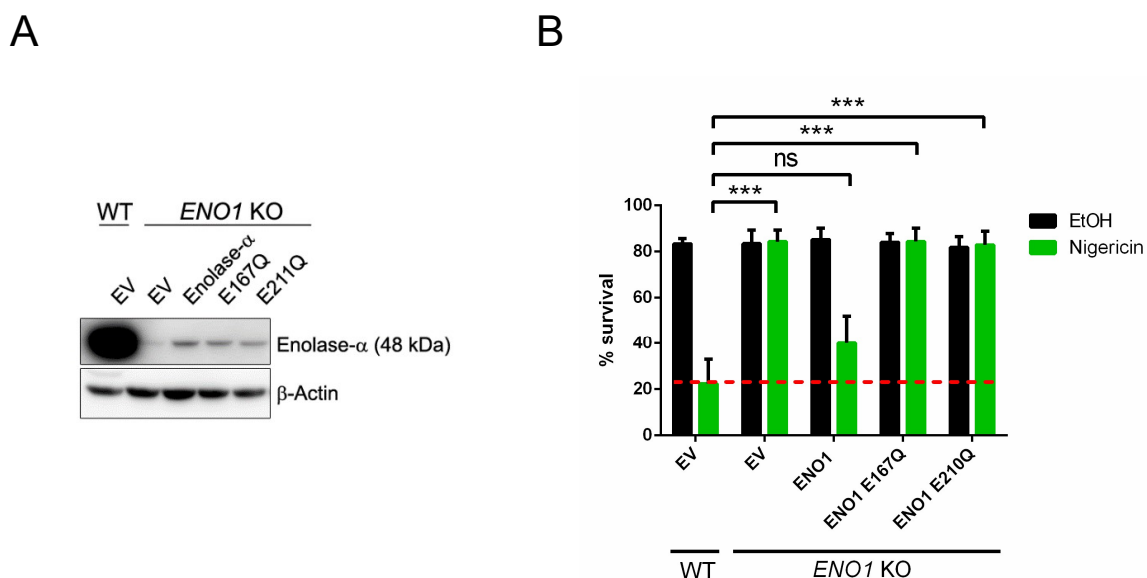 A
WT
ENO1 KO
EV
EV
Enolase-α
E167Q
E211Q
Enolase-α (48 kDa)
β-Actin
B
***
***
ns
***
100
80
60
40
20
0
% survival
EtOH
Nigericin
EV
EV
ENO1
ENO1 E167Q
ENO1 E210Q
WT
ENO1 KO